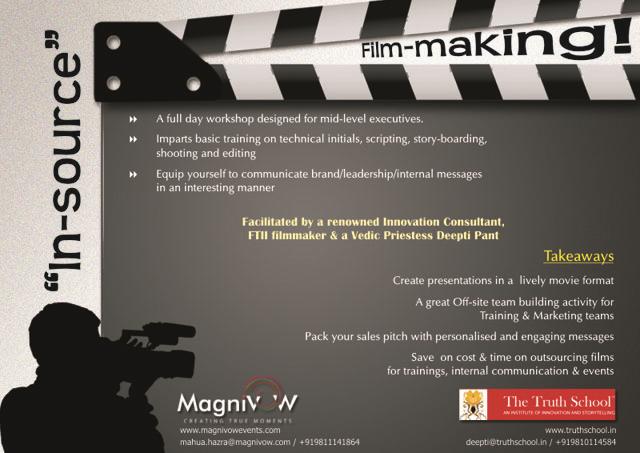 "In-source"
Film-making!
A full day workshop designed for mid-level executives.
Imparts basic training on technical initials, scripting, story-boarding,
shooting and editing
Equip yourself to communicate brand/leadership/internal messages
in an interesting manner
Facilitated by a renowned Innovation Consultant,
FTII filmmaker & a Vedic Priestess Deepti Pant
Takeaways
Create presentations in a lively movie format
A great Off-site team building activity for
Training & Marketing teams
Pack your sales pitch with personalised and engaging messages
Save on cost & time on outsourcing films
for trainings, internal communication & events
MagniVOW
CREATING TRUE MOMENTS
www.magnivowevents.com
mahua.hazra@magnivow.com / +919811141864
The Truth School
AN INSTITUTE OF INNOVATION AND STORYTELLING
www.truthschool.in
deepti@truthschool.in / +919810114584